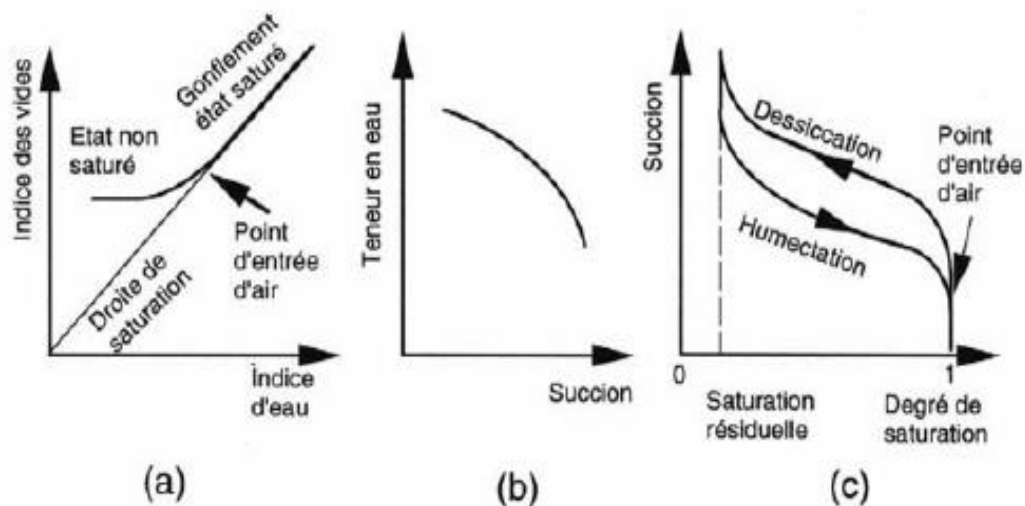 Indice des vides
Etat non
saturé
Gonflement
état saturé
Droite de
saturation
Point
d'entrée
d'air
Indice
d'eau
(a)
Teneur en eau
Succion
(b)
Succion
Dessiccation
Humectation
Point
d'entrée
d'air
0
1
Saturation
résiduelle
Degré de
saturation
(c)